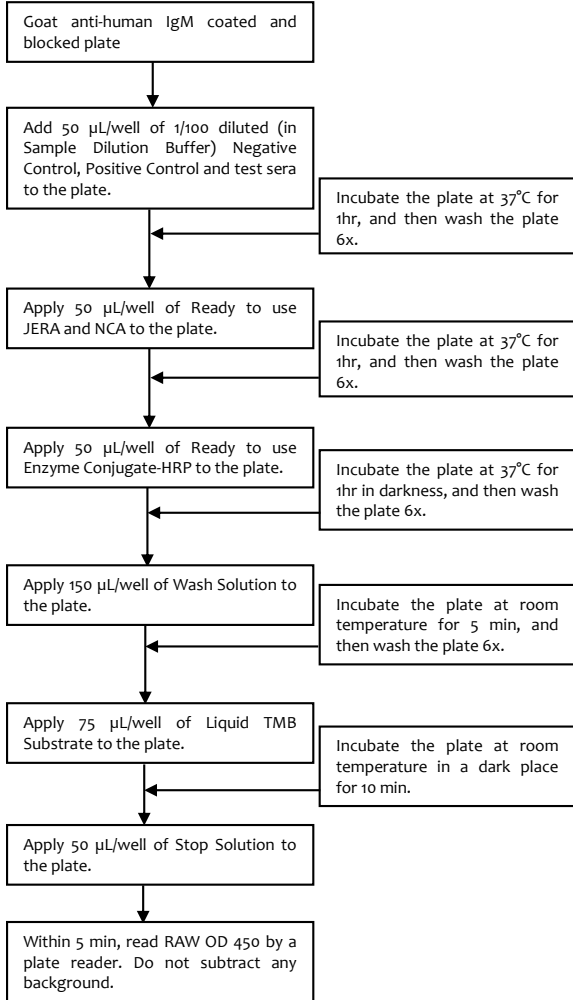 Goat anti-human IgM coated and
blocked plate
Add 50 µL/well of 1/100 diluted (in
Sample Dilution Buffer) Negative
Control, Positive Control and test sera
to the plate.
Incubate the plate at 37°C for
1hr, and then wash the plate
6x.
Apply 50 µL/well of Ready to use
JERA and NCA to the plate.
Incubate the plate at 37°C for
1hr, and then wash the plate
6x.
Apply 50 µL/well of Ready to use
Enzyme Conjugate-HRP to the plate.
Incubate the plate at 37°C for
1hr in darkness, and then wash
the plate 6x.
Apply 150 µL/well of Wash Solution to
the plate.
Incubate the plate at room
temperature for 5 min, and
then wash the plate 6x.
Apply 75 µL/well of Liquid TMB
Substrate to the plate.
Incubate the plate at room
temperature in a dark place
for 10 min.
Apply 50 µL/well of Stop Solution to
the plate.
Within 5 min, read RAW OD 450 by a
plate reader. Do not subtract any
background.